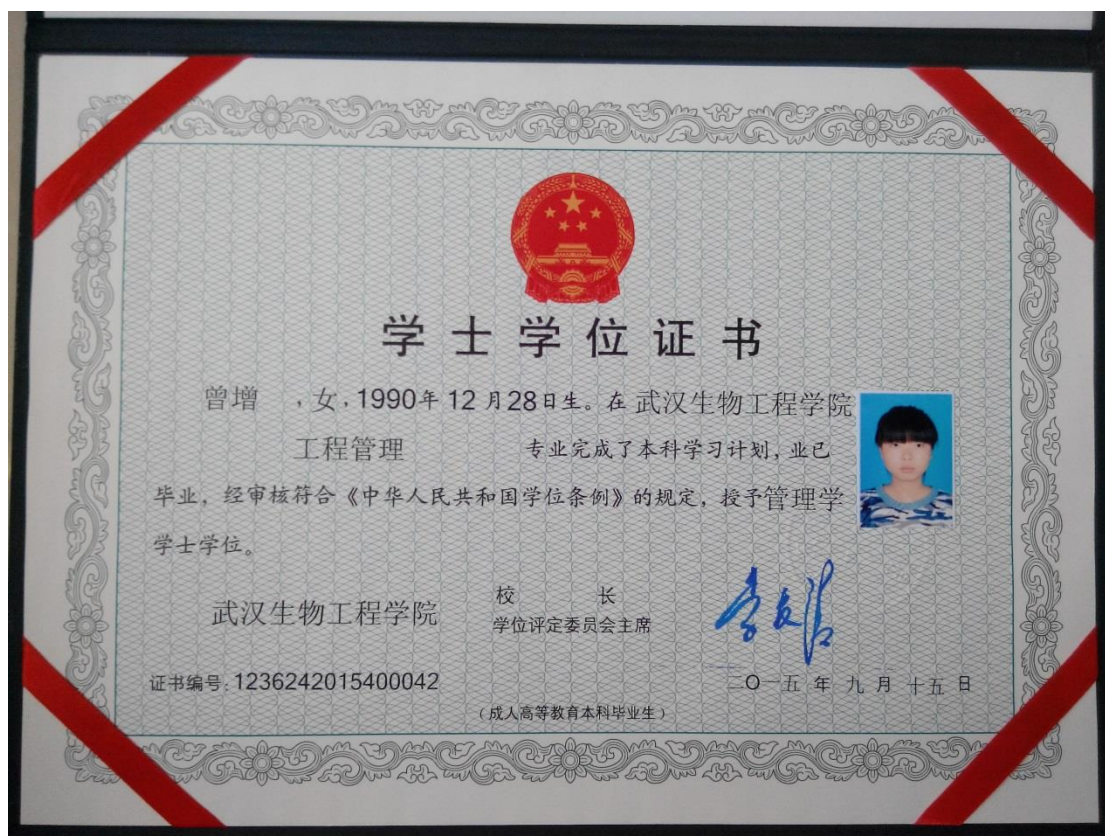 学士学位证书
曾增 ,女,1990年 12 月28日生。在 武汉生物工程学院
工程管理 专业完成了本科学习计划,业已
毕业,经审核符合《中华人民共和国学位条例》的规定,授予管理学
学士学位。
武汉生物工程学院
校 长
学位评定委员会主席
证书编号:1236242015400042
二〇一五 年 九 月 十五 日
(成人高等教育本科毕业生)